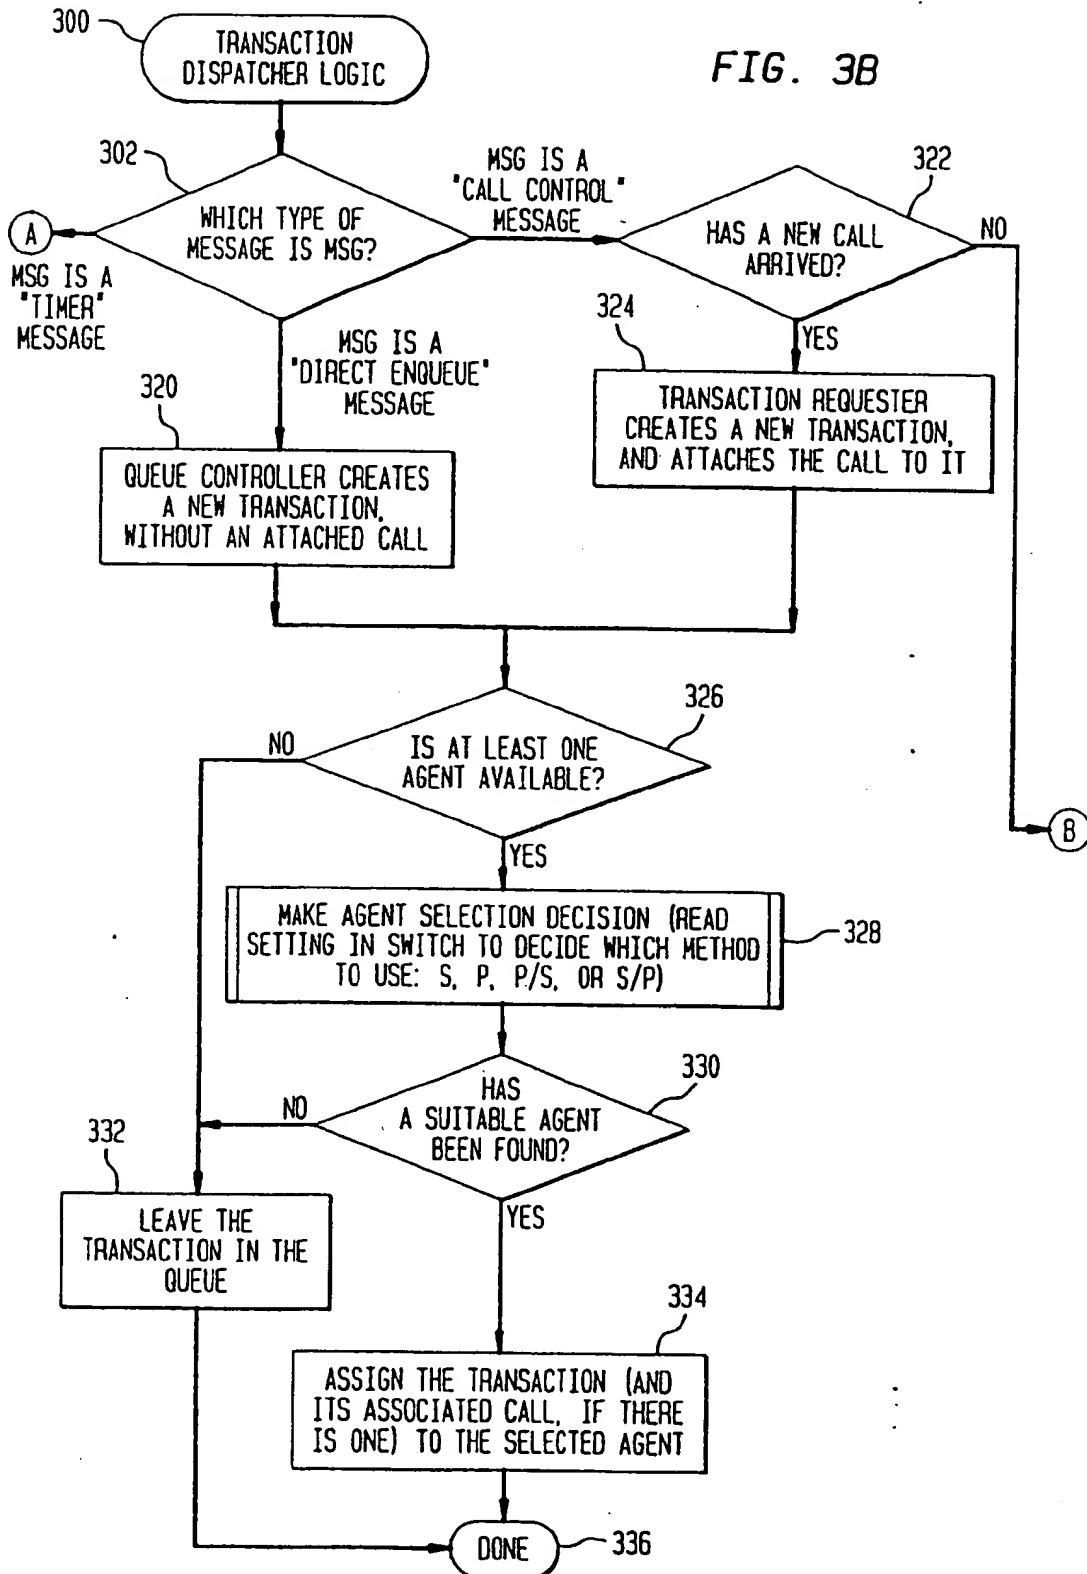 300
TRANSACTION
DISPATCHER LOGIC
FIG. 3B
302
WHICH TYPE OF
MESSAGE IS MSG?
MSG IS A
"CALL CONTROL"
MESSAGE
322
HAS A NEW CALL
ARRIVED?
NO
A
MSG IS A
"TIMER"
MESSAGE
MSG IS A
"DIRECT ENQUEUE"
MESSAGE
324
YES
320
QUEUE CONTROLLER CREATES
A NEW TRANSACTION,
WITHOUT AN ATTACHED CALL
TRANSACTION REQUESTER
CREATES A NEW TRANSACTION,
AND ATTACHES THE CALL TO IT
326
NO
IS AT LEAST ONE
AGENT AVAILABLE?
B
YES
MAKE AGENT SELECTION DECISION (READ
SETTING IN SWITCH TO DECIDE WHICH METHOD
TO USE: S, P, P/S, OR S/P)
328
330
HAS
A SUITABLE AGENT
BEEN FOUND?
NO
332
YES
LEAVE THE
TRANSACTION IN THE
QUEUE
334
ASSIGN THE TRANSACTION (AND
ITS ASSOCIATED CALL, IF THERE
IS ONE) TO THE SELECTED AGENT
DONE
336